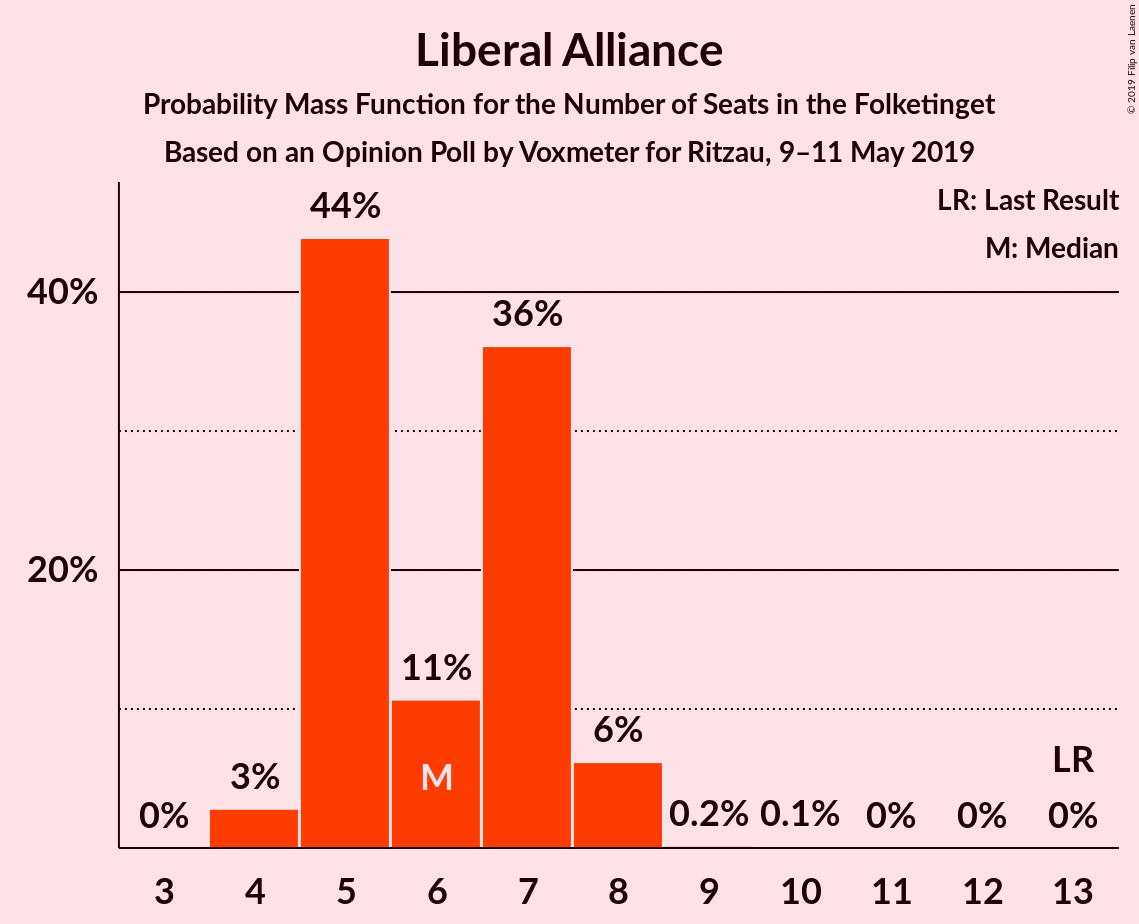 Liberal Alliance
Probability Mass Function for the Number of Seats in the Folketinget
Based on an Opinion Poll by Voxmeter for Ritzau, 9–11 May 2019
© 2019 Filip van Laenen
LR: Last Result
M: Median
44%
40%
36%
20%
11%
6%
3%
M
LR
0%
0.2%
0.1%
0%
0%
0%
3 4 5 6 7 8 9 10 11 12 13